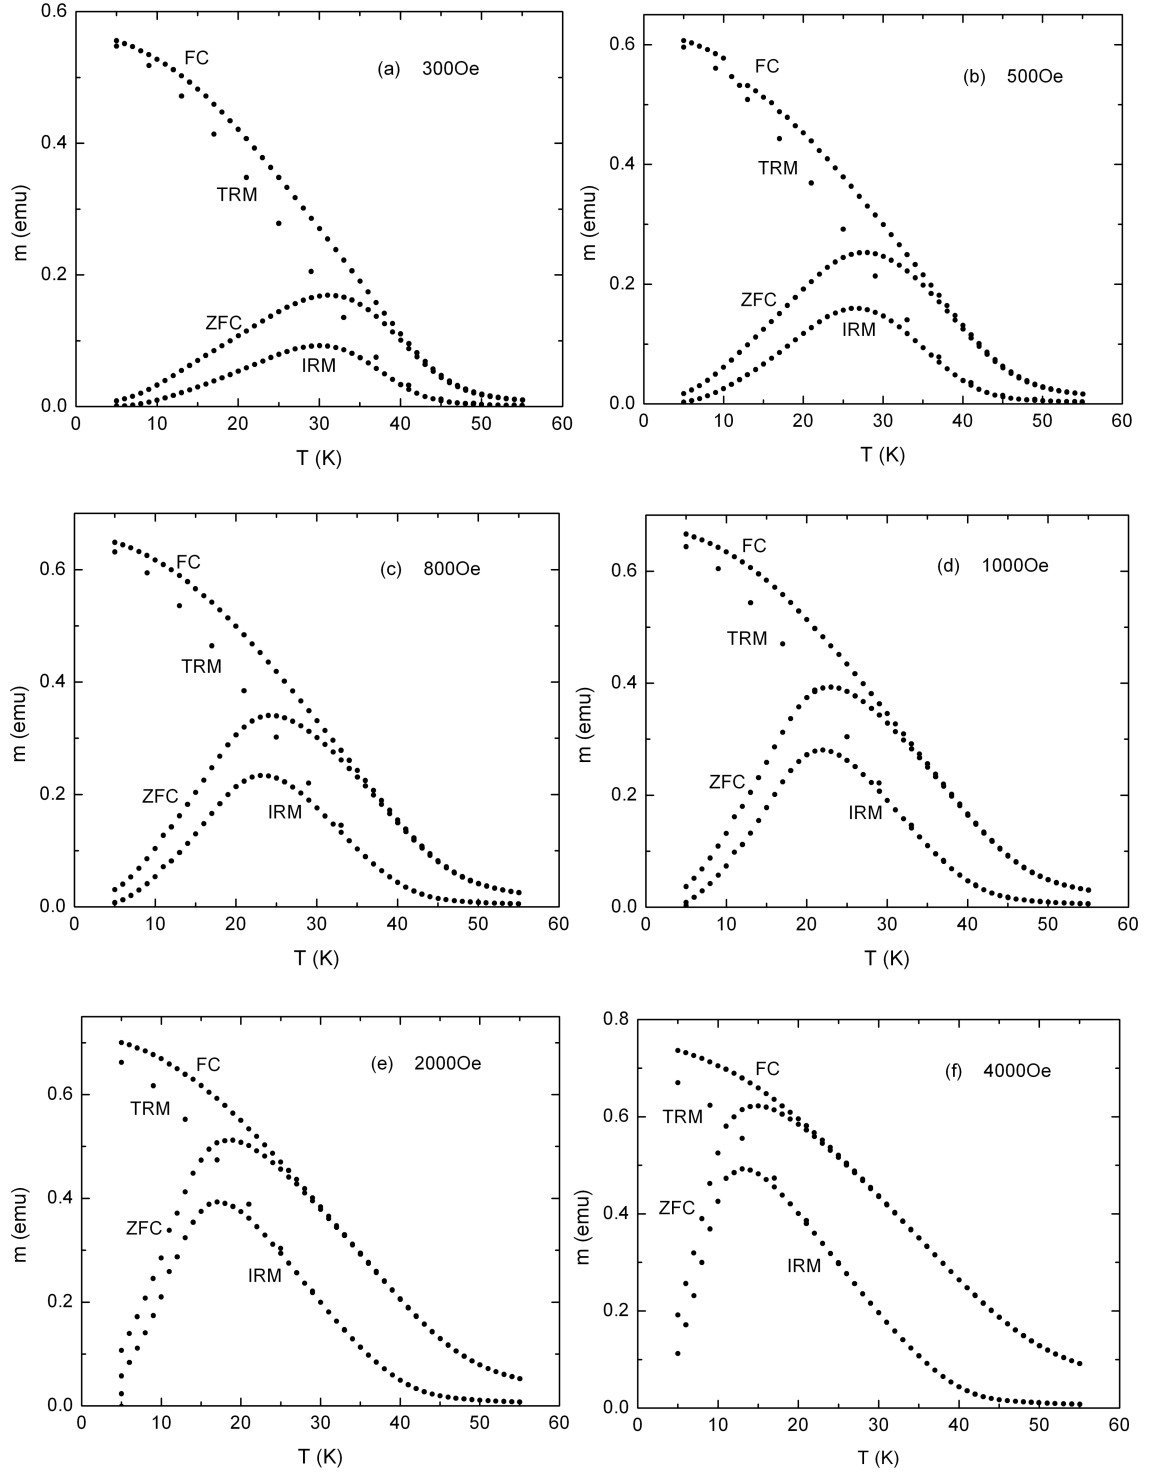 0.6
FC
(a) 300Oe
0.4
TRM
m (emu)
0.2
ZFC
IRM
0.0
0 10 20 30 40 50 60
T (K)
0.6
FC
(b) 500Oe
0.4
TRM
m (emu)
ZFC
0.2
IRM
0.0
0 10 20 30 40 50 60
T (K)
0.6
FC
(c) 800Oe
TRM
0.4
m (emu)
ZFC
0.2
IRM
0.0
0 10 20 30 40 50 60
T (K)
0.6
FC
(d) 1000Oe
TRM
0.4
m (emu)
ZFC
0.2
IRM
0.0
0 10 20 30 40 50 60
T (K)
FC
(e) 2000Oe
0.6
TRM
0.4
m (emu)
ZFC
IRM
0.2
0.0
0 10 20 30 40 50 60
T (K)
0.8
FC
(f) 4000Oe
0.6
TRM
0.4
m (emu)
ZFC
IRM
0.2
0.0
0 10 20 30 40 50 60
T (K)